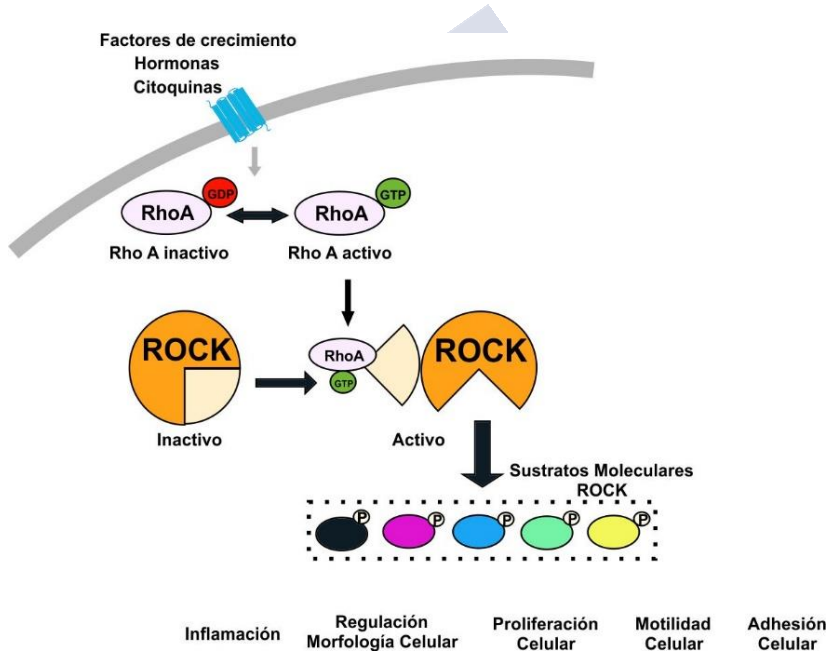 Factores de crecimiento
Hormonas
Citoquinas
GDP
GTP
RhoA
RhoA
Rho A inactivo
Rho A activo
ROCK
RhoA
GTP
ROCK
Inactivo
Activo
Sustratos Moleculares
ROCK
P
P
P
P
P
Inflamación
Regulación
Morfología Celular
Proliferación
Celular
Motilidad
Celular
Adhesión
Celular